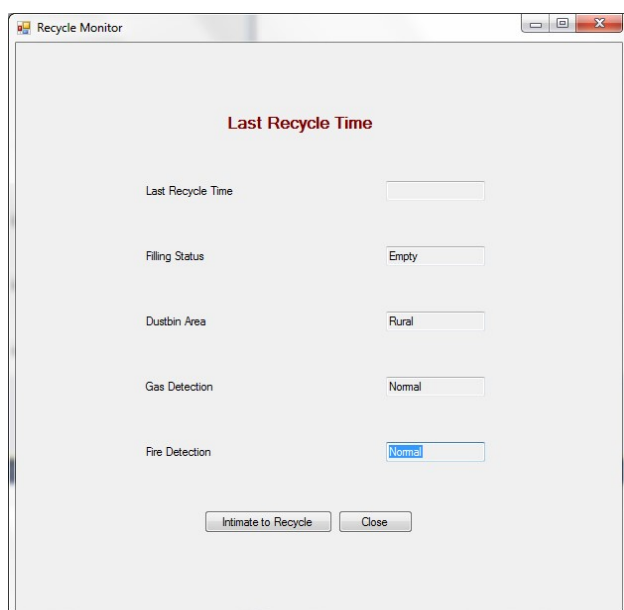 Recycle Monitor
Last Recycle Time
Last Recycle Time
Filling Status Empty
Dustbin Area Rural
Gas Detection Normal
Fire Detection Normal
Intimate to Recycle Close